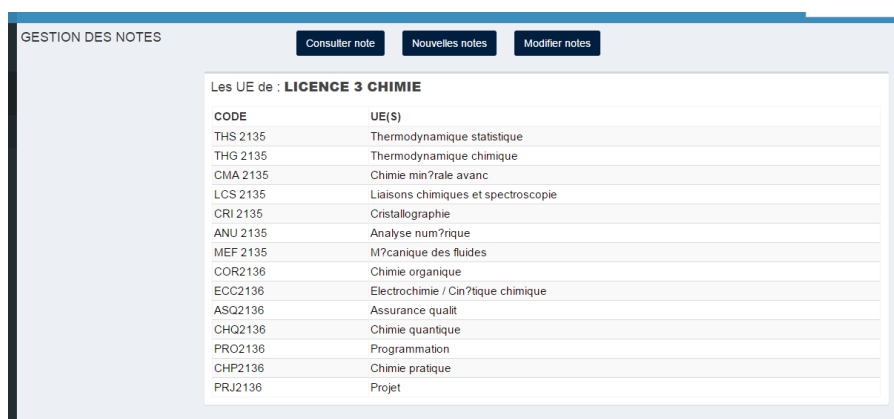 GESTION DES NOTES
Consulter note Nouvelles notes Modifier notes
Les UE de : LICENCE 3 CHIMIE
CODE UE(S)
THS 2135 Thermodynamique statistique
THG 2135 Thermodynamique chimique
CMA 2135 Chimie min?rale avanc
LCS 2135 Liaisons chimiques et spectroscopie
CRI 2135 Cristallographie
ANU 2135 Analyse num?rique
MEF 2135 M?canique des fluides
COR2136 Chimie organique
ECC2136 Electrochimie / Cin?tique chimique
ASQ2136 Assurance qualit
CHQ2136 Chimie quantique
PRO2136 Programmation
CHP2136 Chimie pratique
PRJ2136 Projet